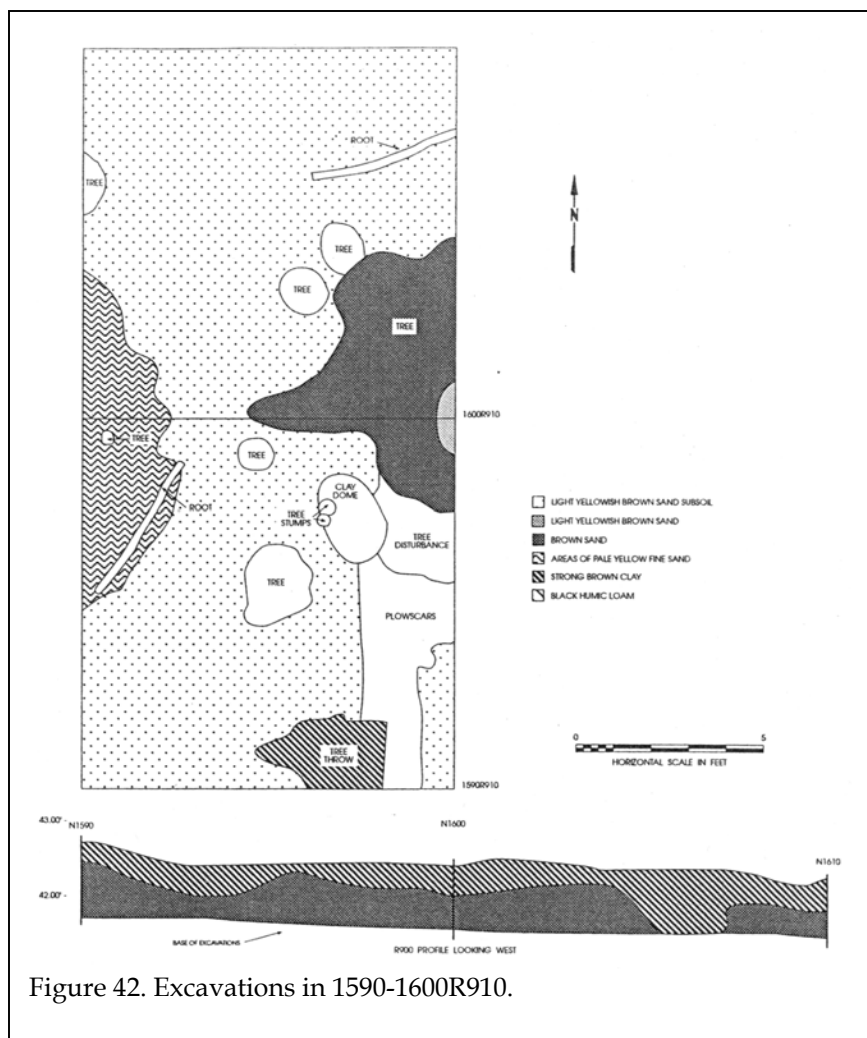 ROOT
TREE
N
TREE
TREE
TREE
1600R910
TREE
TREE
CLAY
DOME
ROOT
TREE
STUMPS
TREE
DISTURBANCE
TREE
PLOWSCARS
TREE
THROW
1590R910
LIGHT YELLOWISH BROWN SAND SUBSOIL
LIGHT YELLOWISH BROWN SAND
BROWN SAND
AREAS OF PALE YELLOW FINE SAND
STRONG BROWN CLAY
BLACK HUMIC LOAM
0 5
HORIZONTAL SCALE IN FEET
43.00' -
N1590
N1600
N1610
42.00' -
BASE OF EXCAVATIONS
R900 PROFILE LOOKING WEST
Figure 42. Excavations in 1590-1600R910.